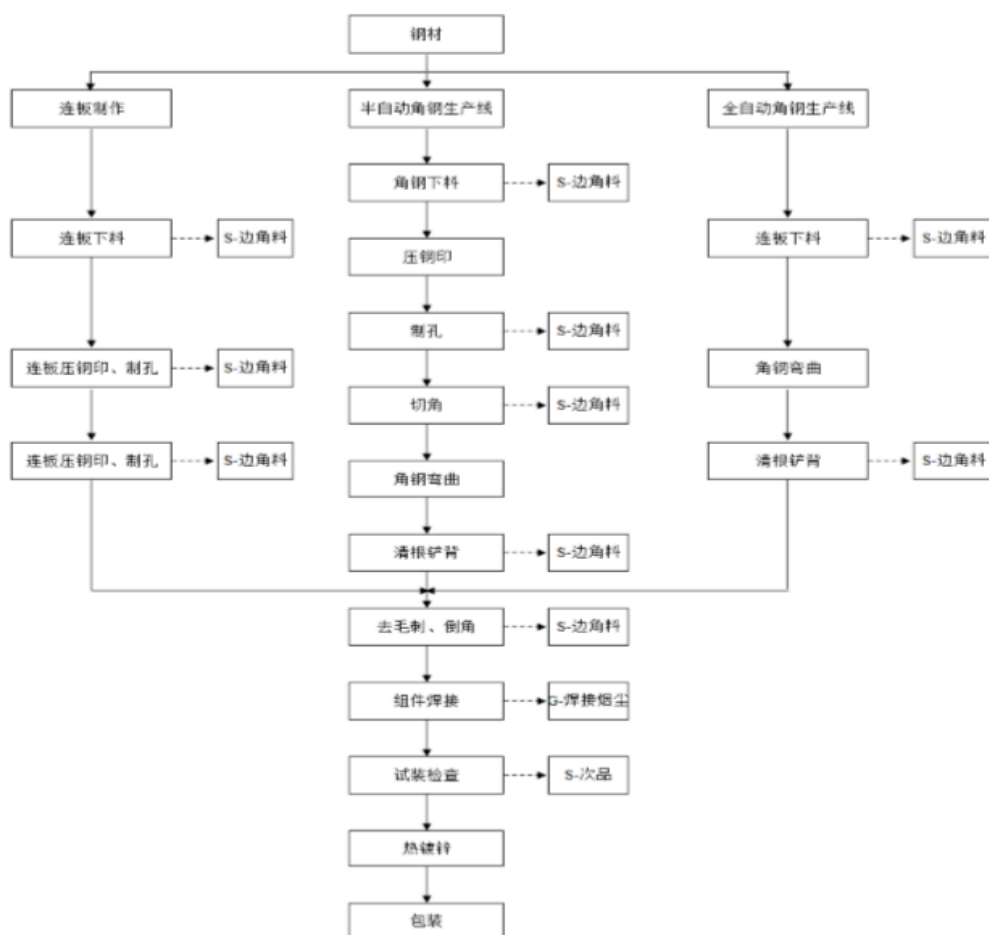 钢材
连板制作
半自动角钢生产线
全自动角钢生产线
角钢下料
S-边角料
连板下料
S-边角料
连板下料
S-边角料
压钢印
制孔
S-边角料
连板压钢印、制孔
S-边角料
角钢弯曲
切角
S-边角料
连板压钢印、制孔
S-边角料
清根铲背
S-边角料
角钢弯曲
清根铲背
S-边角料
去毛刺、倒角
S-边角料
组件焊接
G-焊接烟尘
试装检查
S-次品
热镀锌
包装